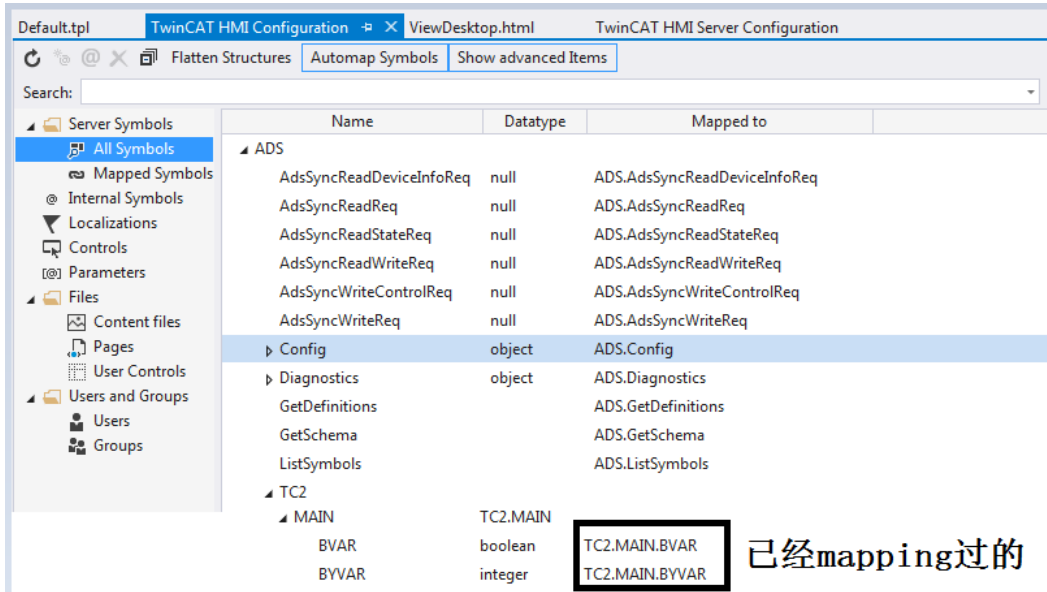 Default.tpl TwinCAT HMI Configuration ViewDesktop.html TwinCAT HMI Server Configuration
Flatten Structures Automap Symbols Show advanced Items
Search:
Server Symbols
All Symbols
Mapped Symbols
Internal Symbols
Localizations
Controls
Parameters
Files
Content files
Pages
User Controls
Users and Groups
Users
Groups
Name Datatype Mapped to
ADS
AdsSyncReadDeviceInfoReq null ADS.AdsSyncReadDeviceInfoReq
AdsSyncReadReq null ADS.AdsSyncReadReq
AdsSyncReadStateReq null ADS.AdsSyncReadStateReq
AdsSyncReadWriteReq null ADS.AdsSyncReadWriteReq
AdsSyncWriteControlReq null ADS.AdsSyncWriteControlReq
AdsSyncWriteReq null ADS.AdsSyncWriteReq
Config object ADS.Config
Diagnostics object ADS.Diagnostics
GetDefinitions ADS.GetDefinitions
GetSchema ADS.GetSchema
ListSymbols ADS.ListSymbols
TC2
MAIN TC2.MAIN
BVAR boolean TC2.MAIN.BVAR
BYVAR integer TC2.MAIN.BYVAR
已经mapping过的